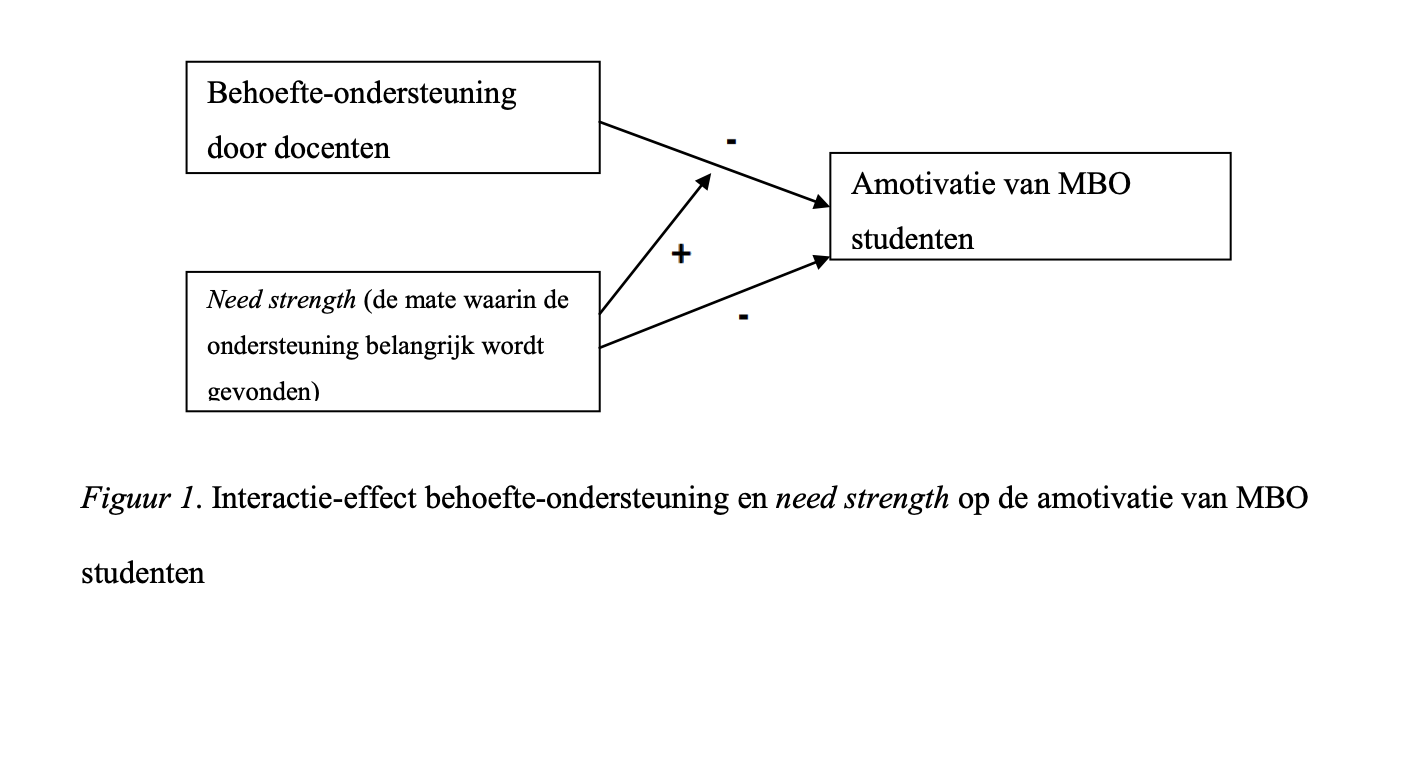 Behoefte-ondersteuning
door docenten
-
Amotivatie van MBO
studenten
+
Need strength (de mate waarin de
ondersteuning belangrijk wordt
gevonden)
-
Figuur 1. Interactie-effect behoefte-ondersteuning en need strength op de amotivatie van MBO
studenten